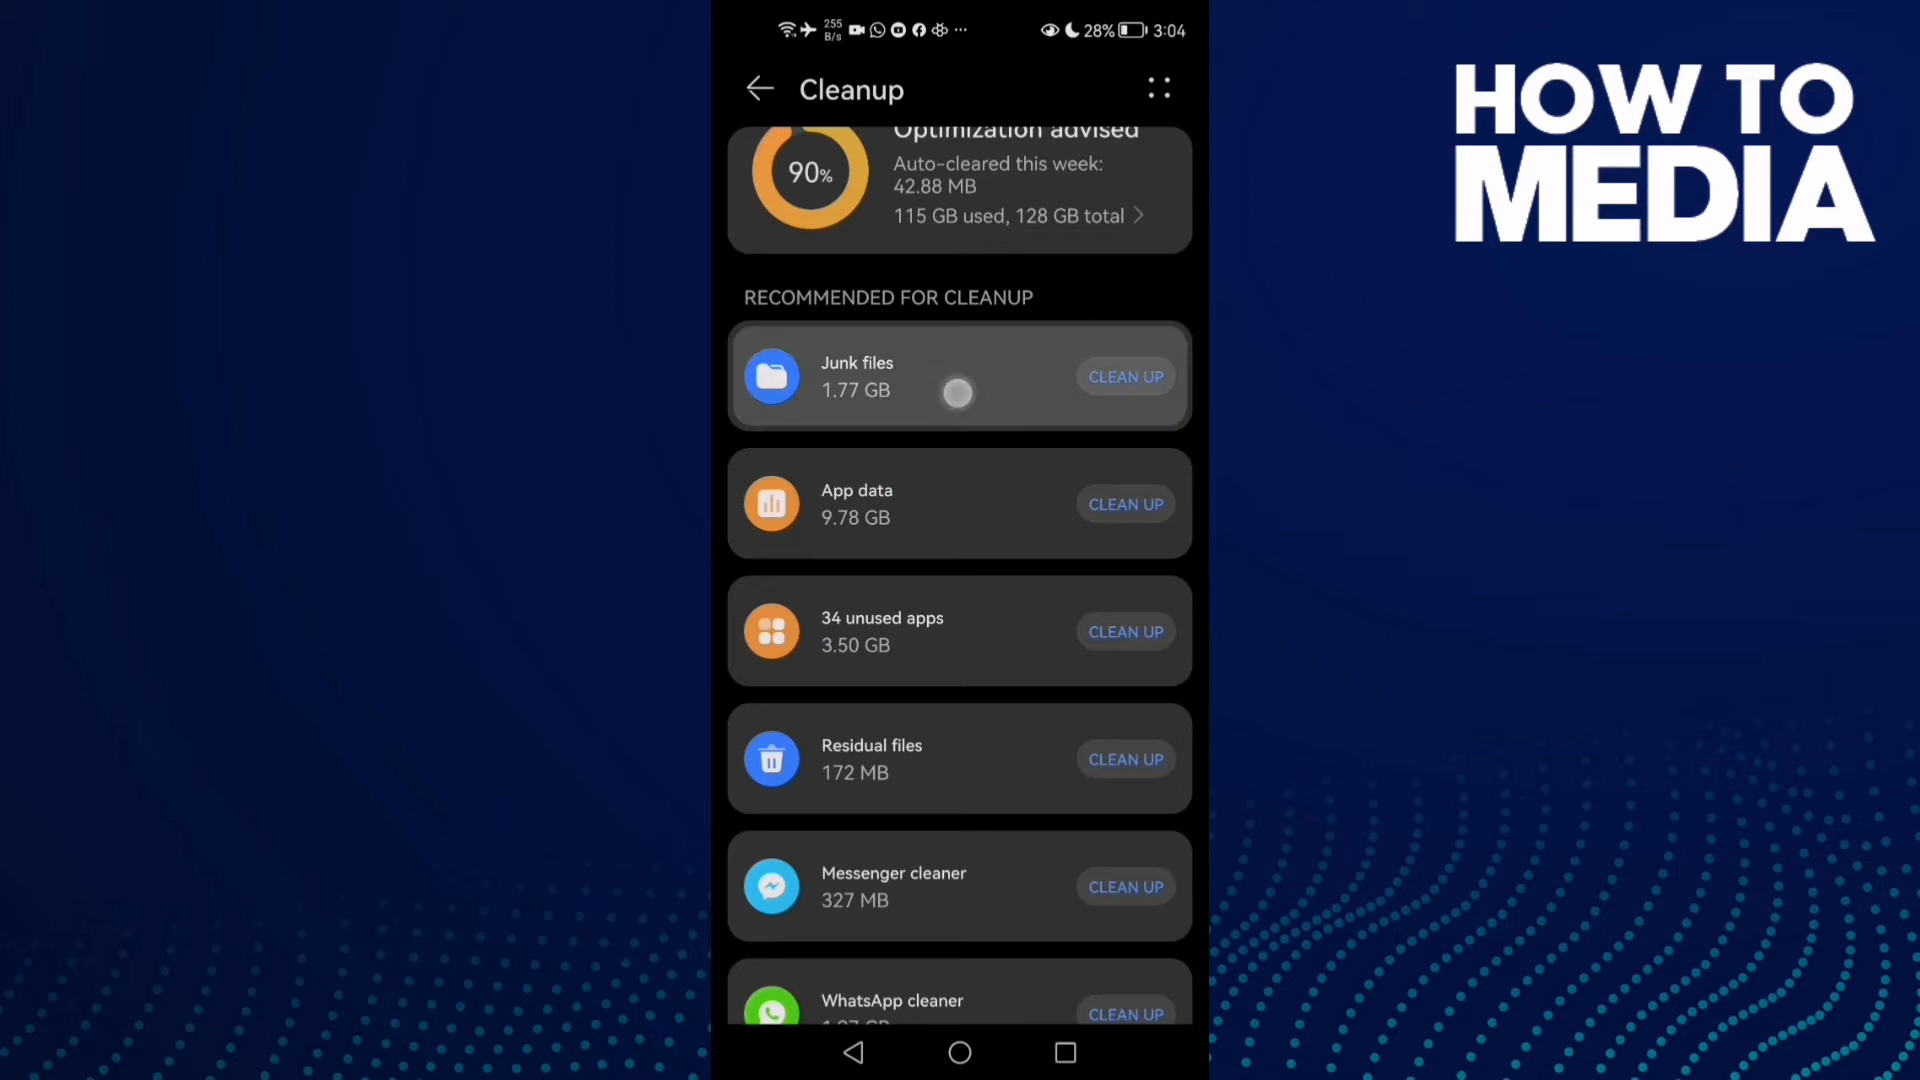 255
B/s
28%
3:04
Cleanup
Optimization advised
90%
Auto-cleared this week:
42.88 MB
115 GB used, 128 GB total
RECOMMENDED FOR CLEANUP
Junk files
1.77 GB
CLEAN UP
App data
9.78 GB
CLEAN UP
34 unused apps
3.50 GB
CLEAN UP
Residual files
172 MB
CLEAN UP
Messenger cleaner
327 MB
CLEAN UP
WhatsApp cleaner
CLEAN UP
HOW TO
MEDIA